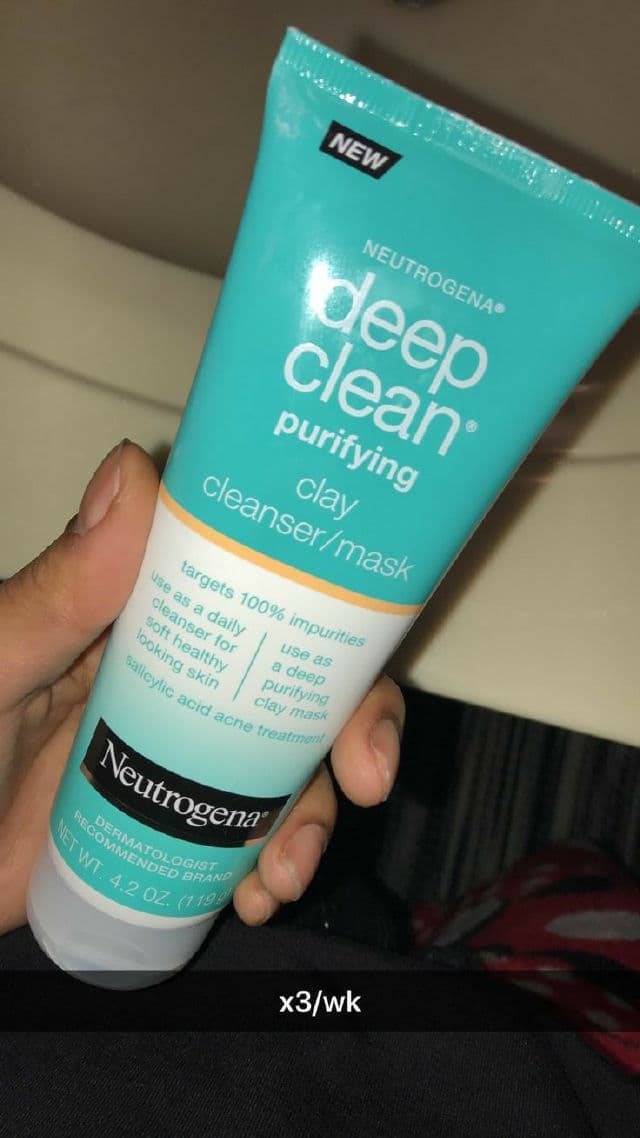 NEW
NEUTROGENA®
deep
clean®
purifying
clay
cleanser/mask
targets 100% impurities
use as a daily
cleanser for
soft healthy
looking skin
use as
a deep
purifying
clay mask
salicylic acid acne treatment
Neutrogena®
DERMATOLOGIST
RECOMMENDED BRAND
NET WT. 4.2 OZ. (119g)
x3/wk